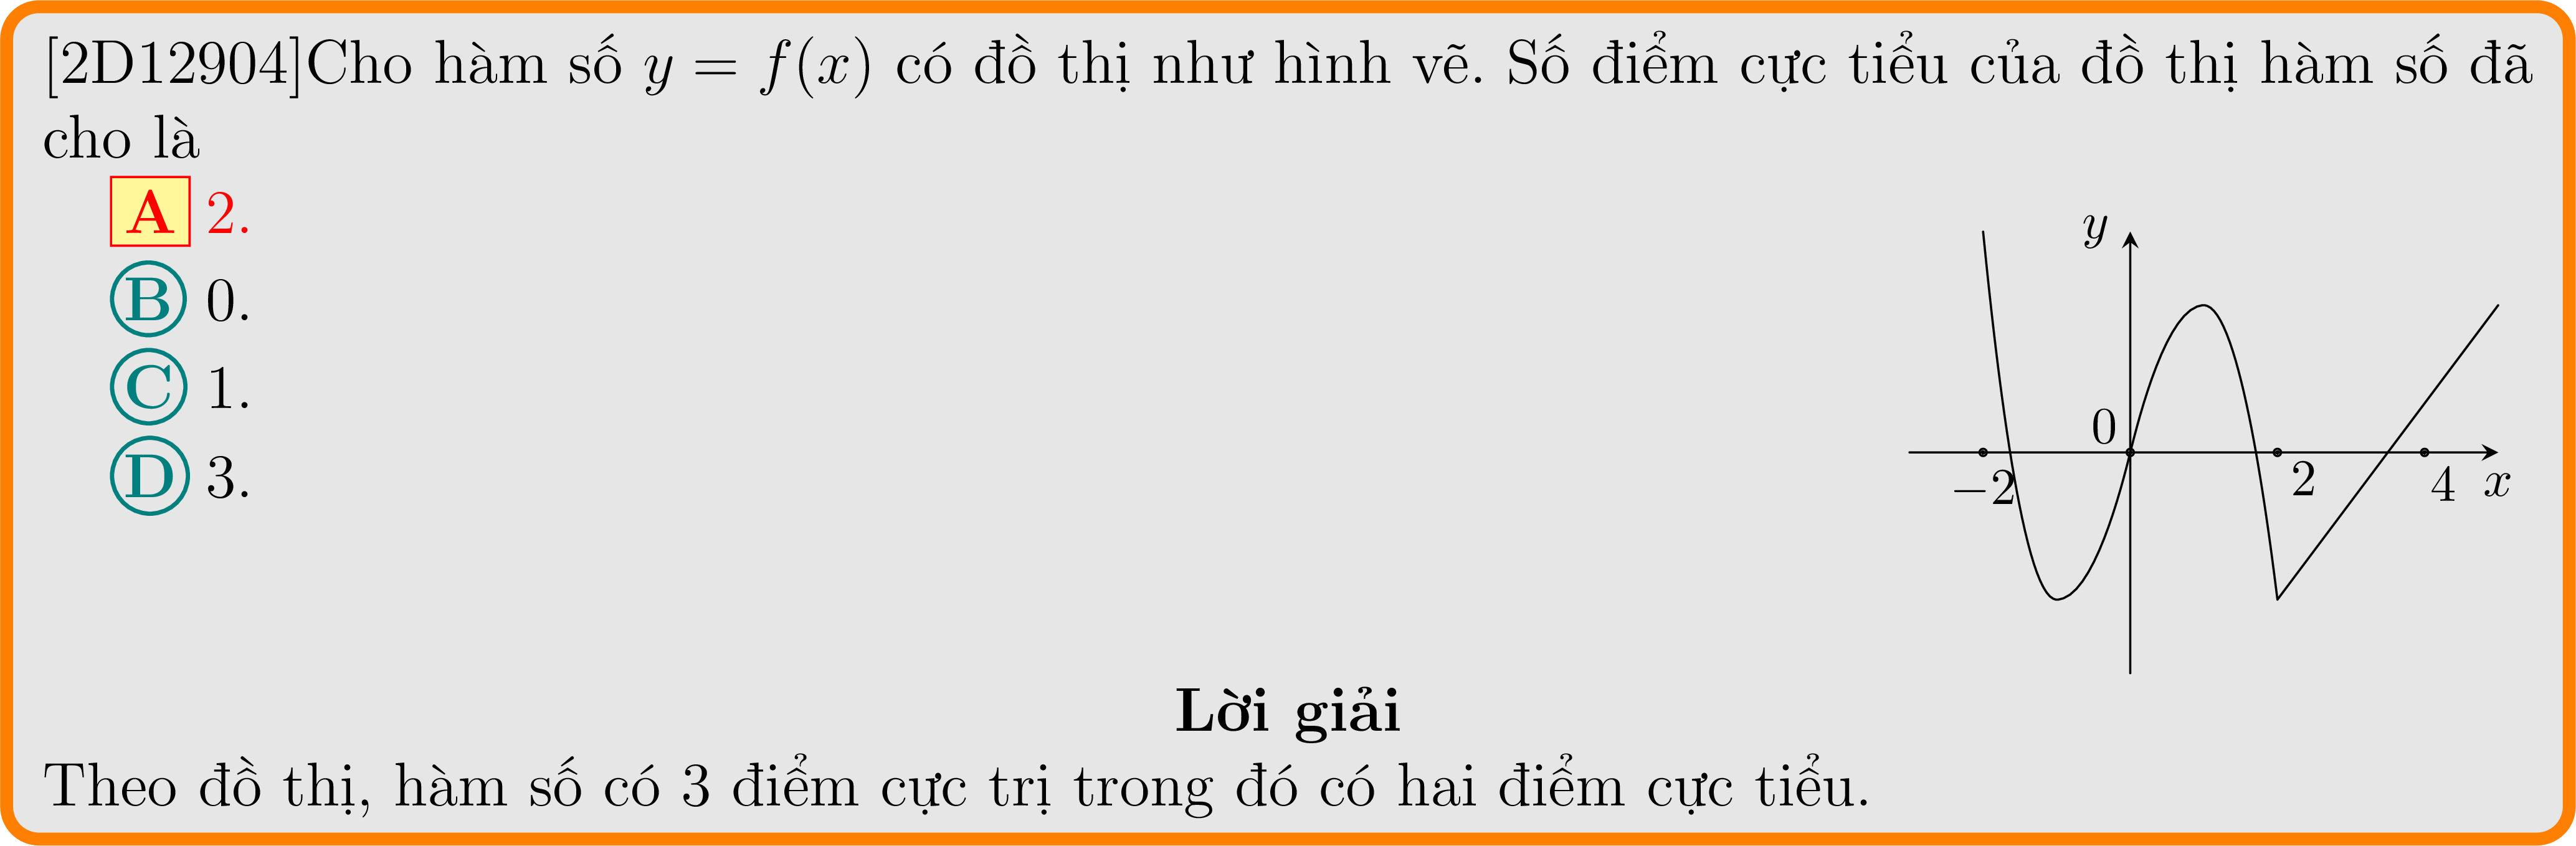 [2D12904]Cho hàm số y = f(x) có đồ thị như hình vẽ. Số điểm cực tiểu của đồ thị hàm số đã
cho là
A 2.
B 0.
C 1.
D 3.
y
0
−2
2
4
x
Lời giải
Theo đồ thị, hàm số có 3 điểm cực trị trong đó có hai điểm cực tiểu.